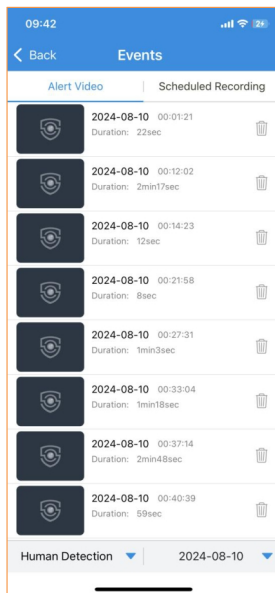 09:42
2+
Back
Events
Alert Video
Scheduled Recording
2024-08-10 00:01:21
Duration: 22sec
2024-08-10 00:12:02
Duration: 2min17sec
2024-08-10 00:14:23
Duration: 12sec
2024-08-10 00:21:58
Duration: 8sec
2024-08-10 00:27:31
Duration: 1min3sec
2024-08-10 00:33:04
Duration: 1min18sec
2024-08-10 00:37:14
Duration: 2min48sec
2024-08-10 00:40:39
Duration: 59sec
Human Detection
2024-08-10